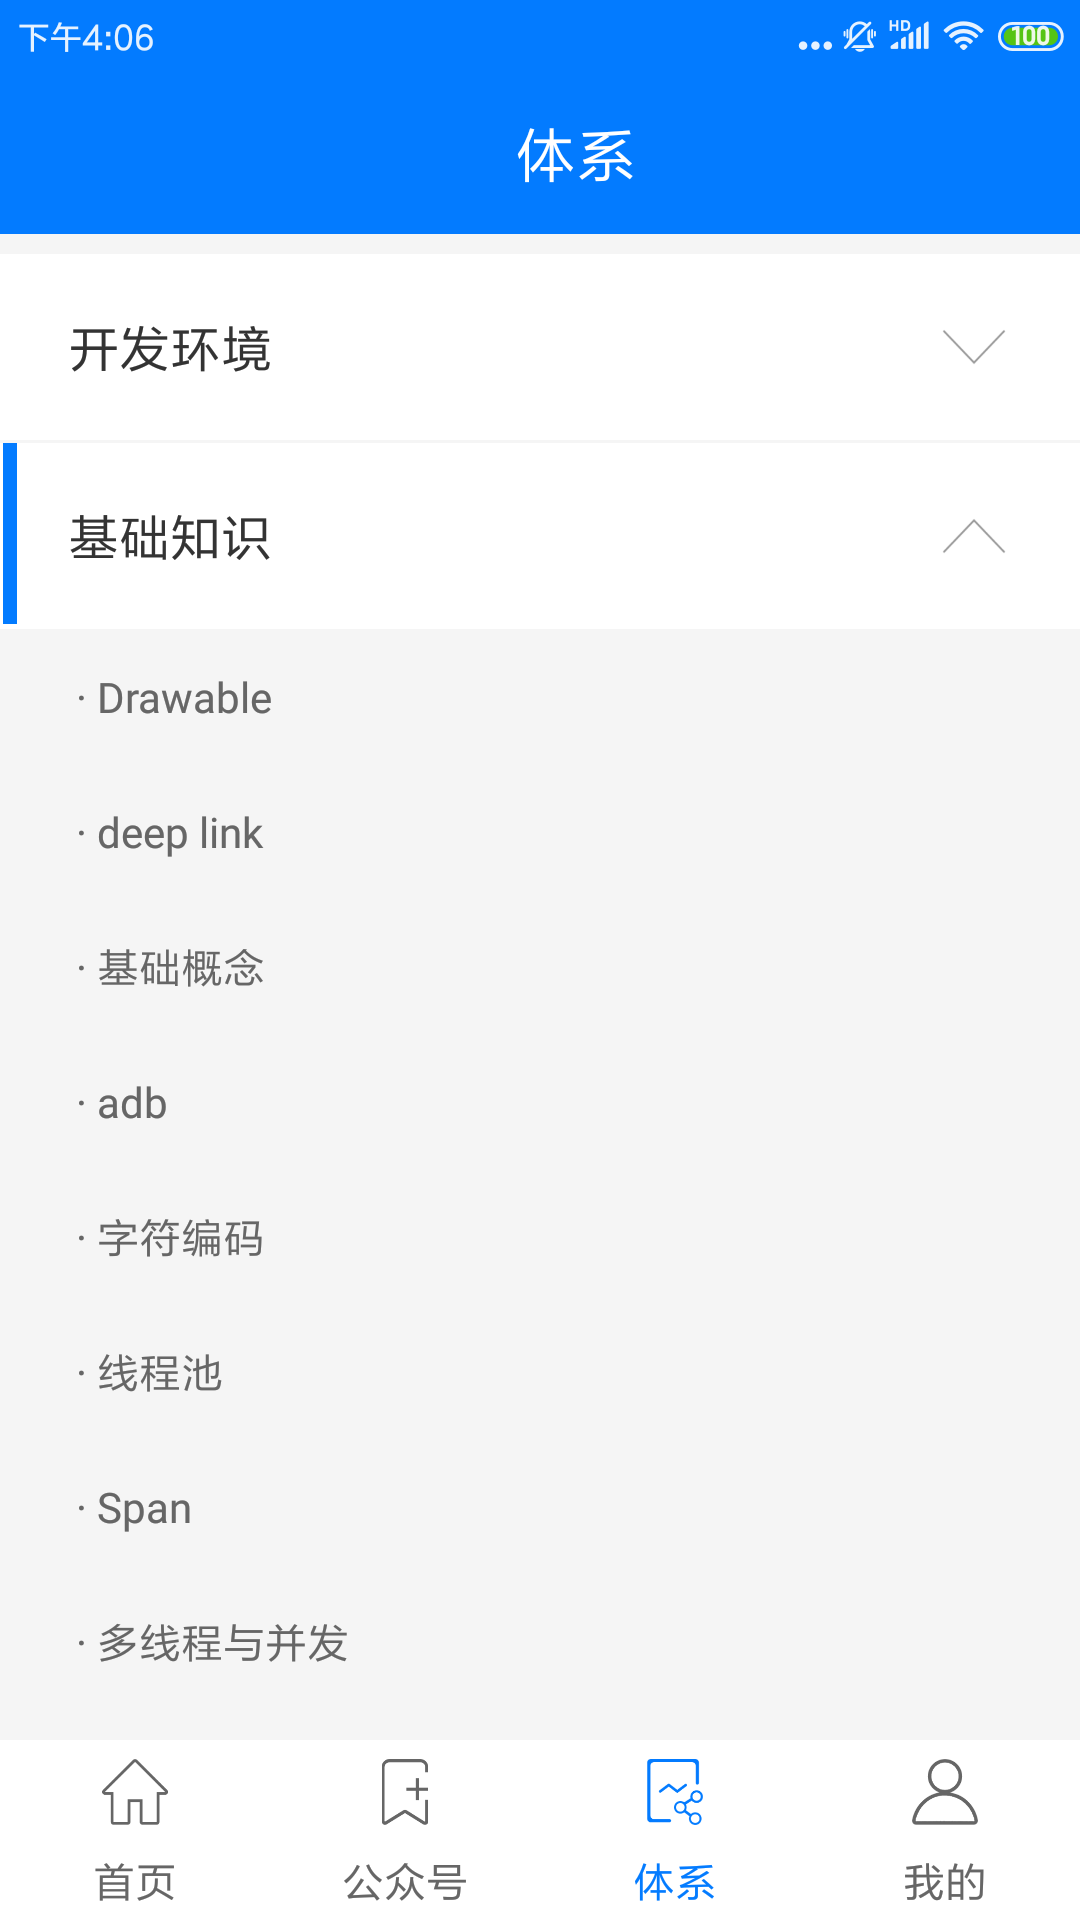 下午4:06 HD 100
体系
开发环境
基础知识
· Drawable
· deep link
· 基础概念
· adb
· 字符编码
· 线程池
· Span
· 多线程与并发
首页 公众号 体系 我的